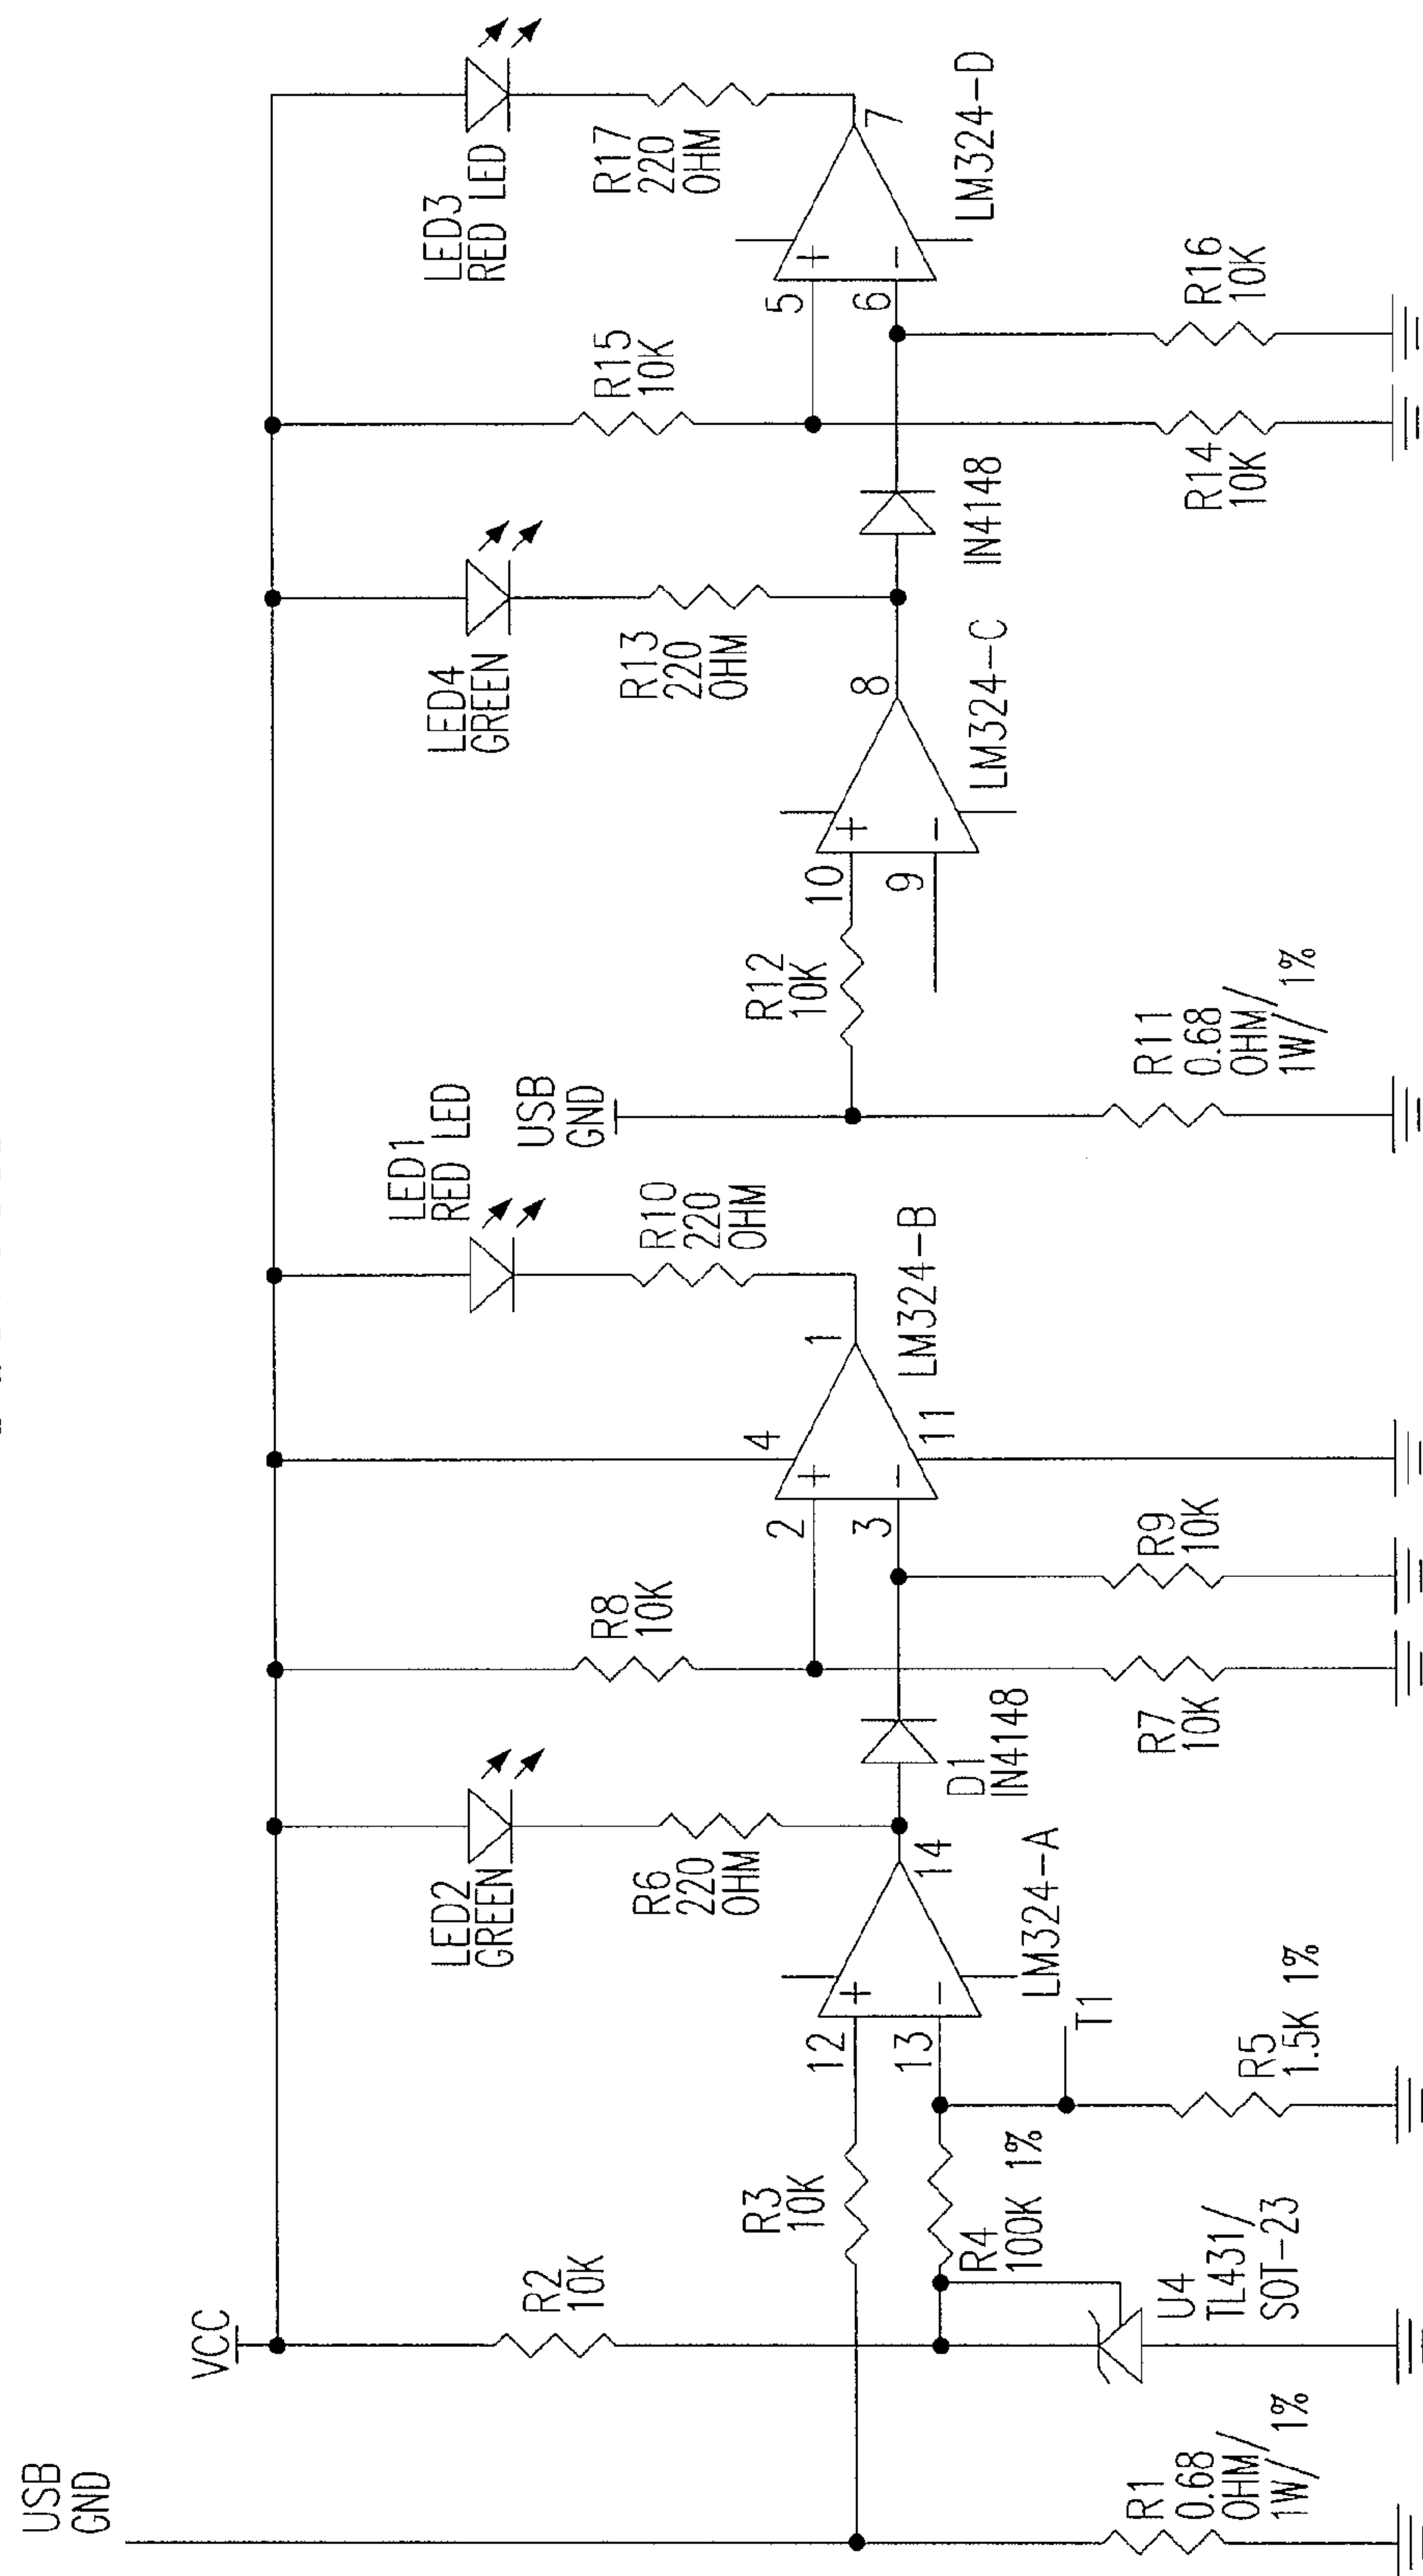 USB
GND
VCC
R1
0.68
OHM/
1W/ 1%
R2
10K
U4
TL431/
SOT-23
R3
10K
R4
100K 1%
12
13
+
-
LM324-A
14
T1
R5
1.5K 1%
LED2
GREEN
R6
220
OHM
D1
IN4148
R8
10K
R7
10K
R9
10K
2
3
+
-
4
11
1
LM324-B
LED1
RED LED
R10
220
OHM
USB
GND
R11
0.68
OHM/
1W/ 1%
R12
10K
10
9
+
-
8
LM324-C
LED4
GREEN
R13
220
OHM
IN4148
R15
10K
R14
10K
R16
10K
5
6
+
-
7
LM324-D
LED3
RED LED
R17
220
OHM